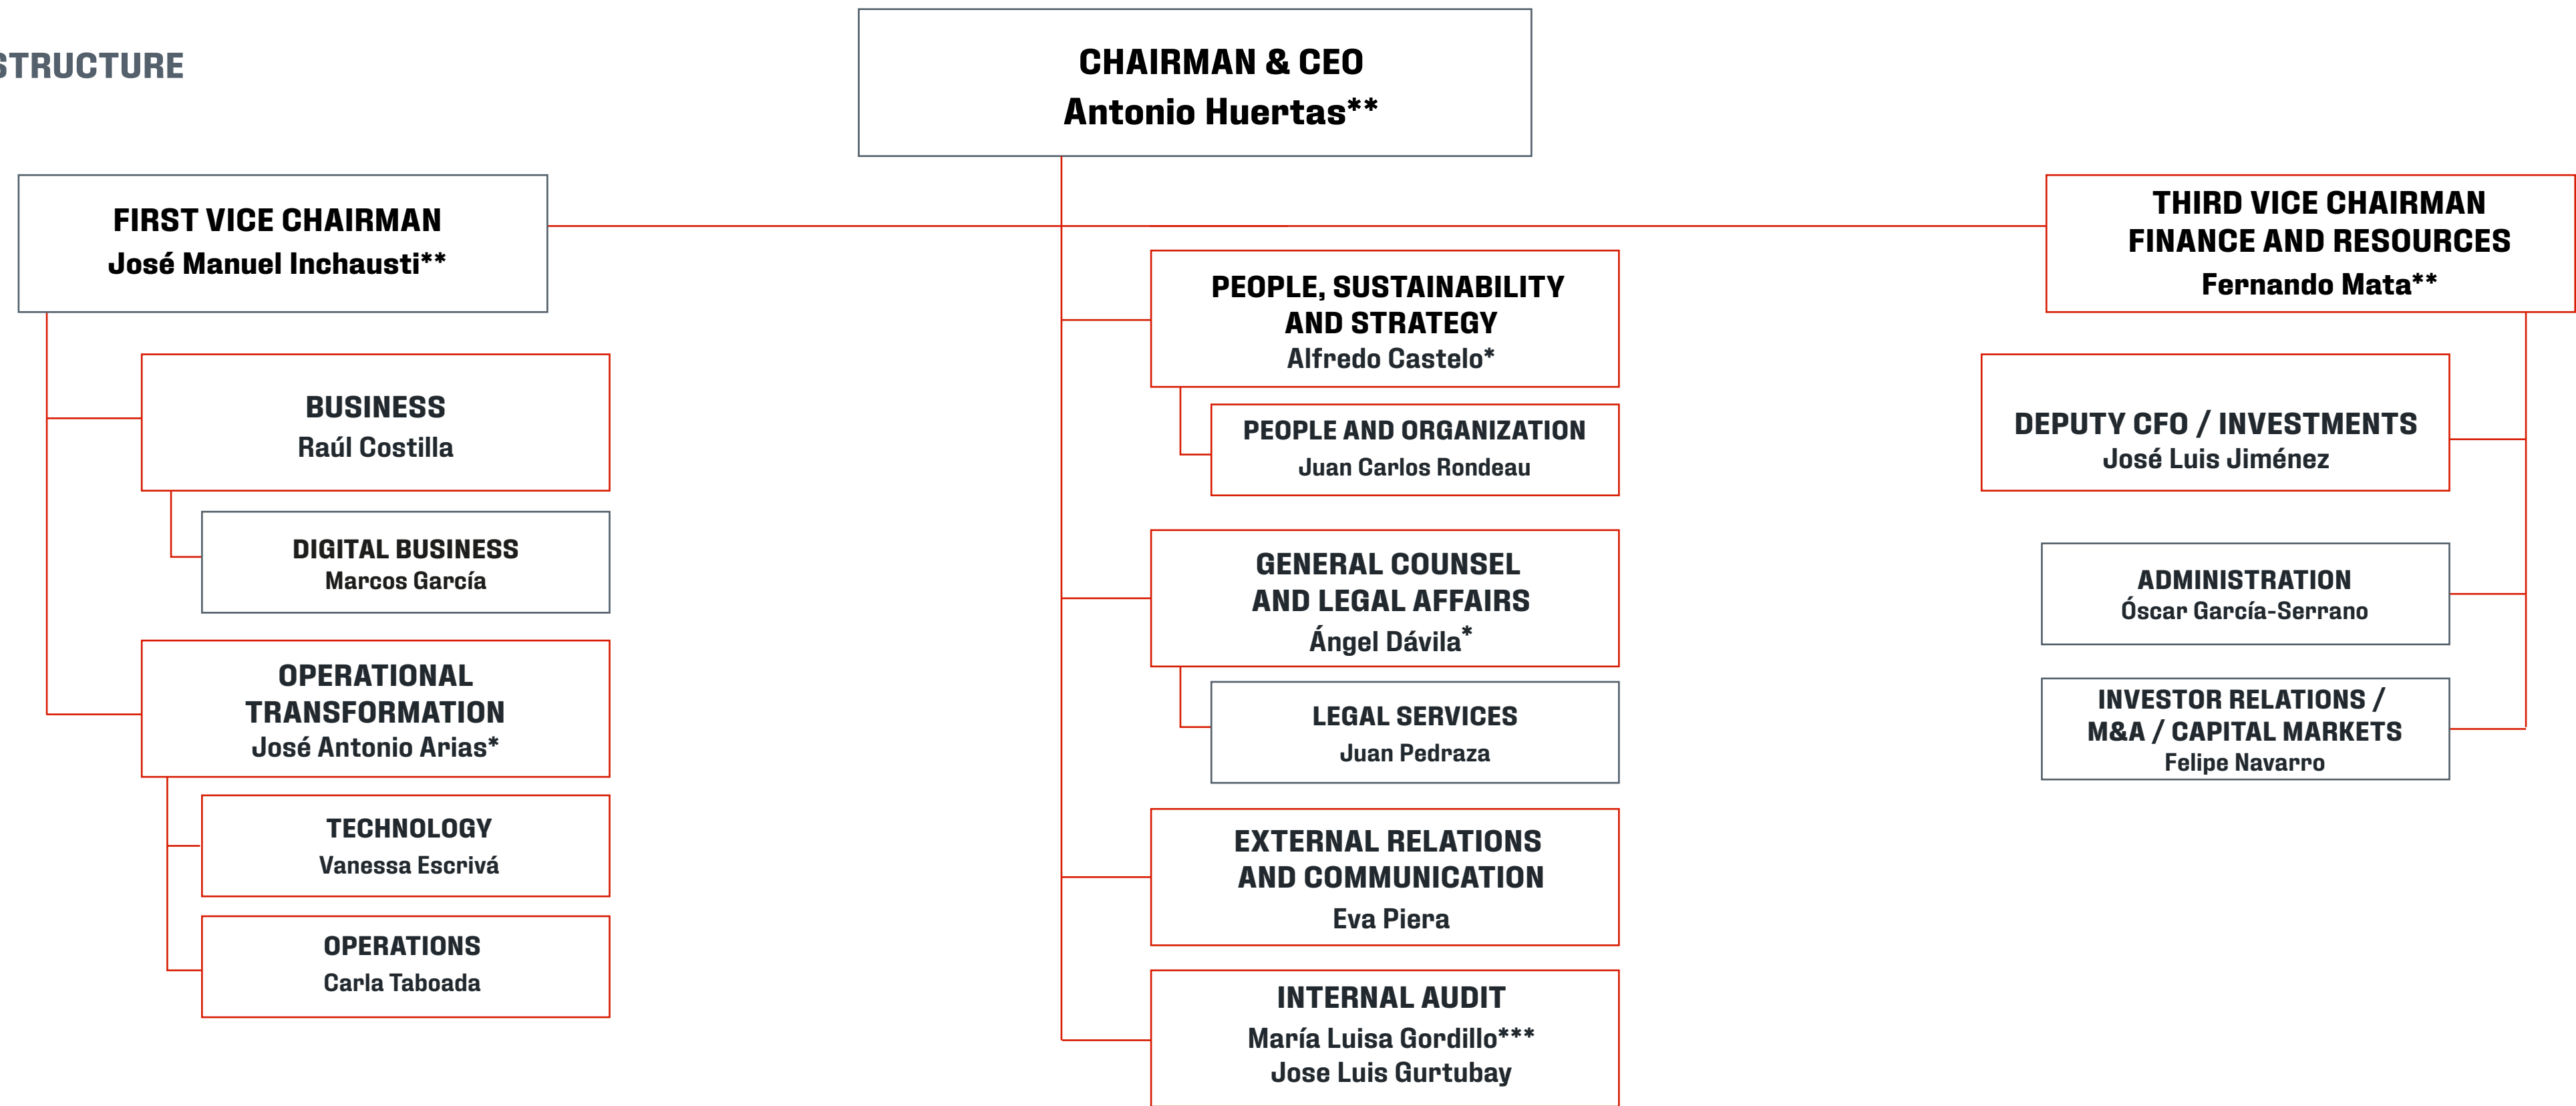 STRUCTURE
CHAIRMAN & CEO
Antonio Huertas**
FIRST VICE CHAIRMAN
José Manuel Inchausti**
BUSINESS
Raúl Costilla
DIGITAL BUSINESS
Marcos García
OPERATIONAL
TRANSFORMATION
José Antonio Arias*
TECHNOLOGY
Vanessa Escrivá
OPERATIONS
Carla Taboada
PEOPLE, SUSTAINABILITY
AND STRATEGY
Alfredo Castelo*
PEOPLE AND ORGANIZATION
Juan Carlos Rondeau
GENERAL COUNSEL
AND LEGAL AFFAIRS
Ángel Dávila*
LEGAL SERVICES
Juan Pedraza
EXTERNAL RELATIONS
AND COMMUNICATION
Eva Piera
INTERNAL AUDIT
María Luisa Gordillo***
Jose Luis Gurtubay
THIRD VICE CHAIRMAN
FINANCE AND RESOURCES
Fernando Mata**
DEPUTY CFO / INVESTMENTS
José Luis Jiménez
ADMINISTRATION
Óscar García-Serrano
INVESTOR RELATIONS /
M&A / CAPITAL MARKETS
Felipe Navarro